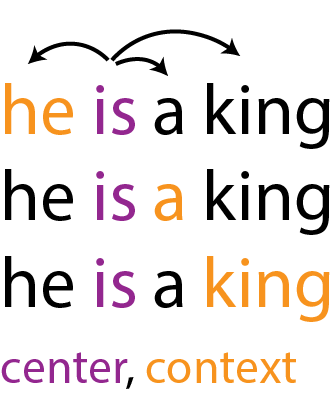 he is a king
he is a king
he is a king
center, context